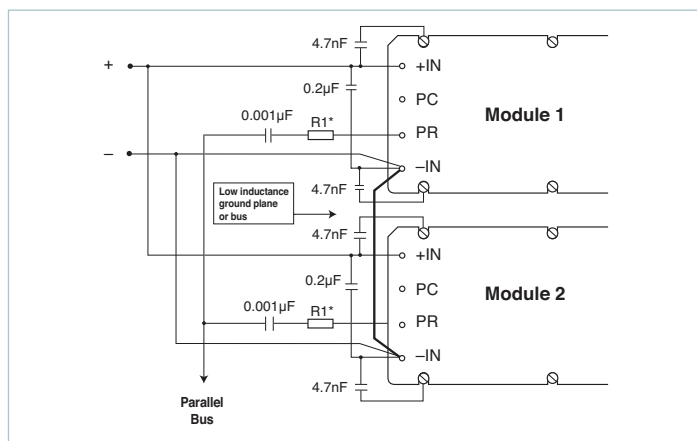 4.7nF
+
+IN
0.2µF
PC
Module 1
0.001µF
R1*
PR
–
–IN
4.7nF
Low inductance
ground plane
or bus
4.7nF
+IN
0.2µF
PC
Module 2
0.001µF
R1*
PR
–IN
4.7nF
Parallel
Bus